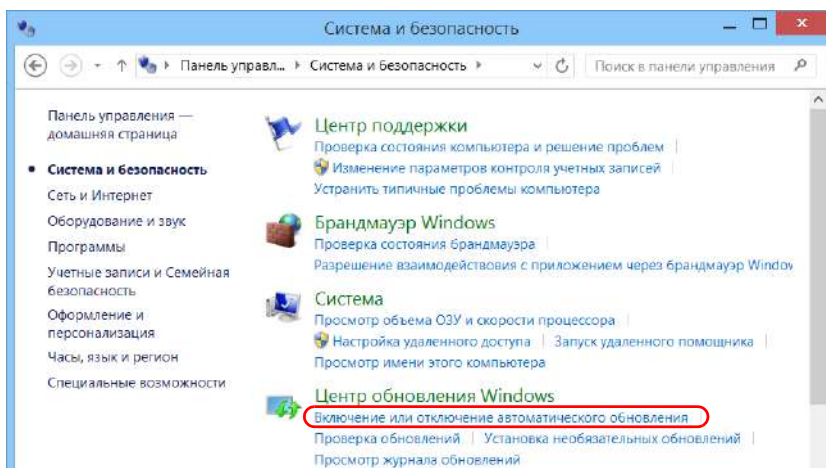 Система и безопасность
Панель управл... Система и безопасность Поиск в панели управления
Панель управления —
домашняя страница
Система и безопасность
Сеть и Интернет
Оборудование и звук
Программы
Учетные записи и Семейная
безопасность
Оформление и
персонализация
Часы, язык и регион
Специальные возможности
Центр поддержки
Проверка состояния компьютера и решение проблем
Изменение параметров контроля учетных записей
Устранить типичные проблемы компьютера
Брандмауэр Windows
Проверка состояния брандмауэра
Разрешение взаимодействовия с приложением через брандмауэр Window
Система
Просмотр объема ОЗУ и скорости процессора
Настройка удаленного доступа Запуск удаленного помощника
Просмотр имени этого компьютера
Центр обновления Windows
Включение или отключение автоматического обновления
Проверка обновлений Установка необязательных обновлений
Просмотр журнала обновлений